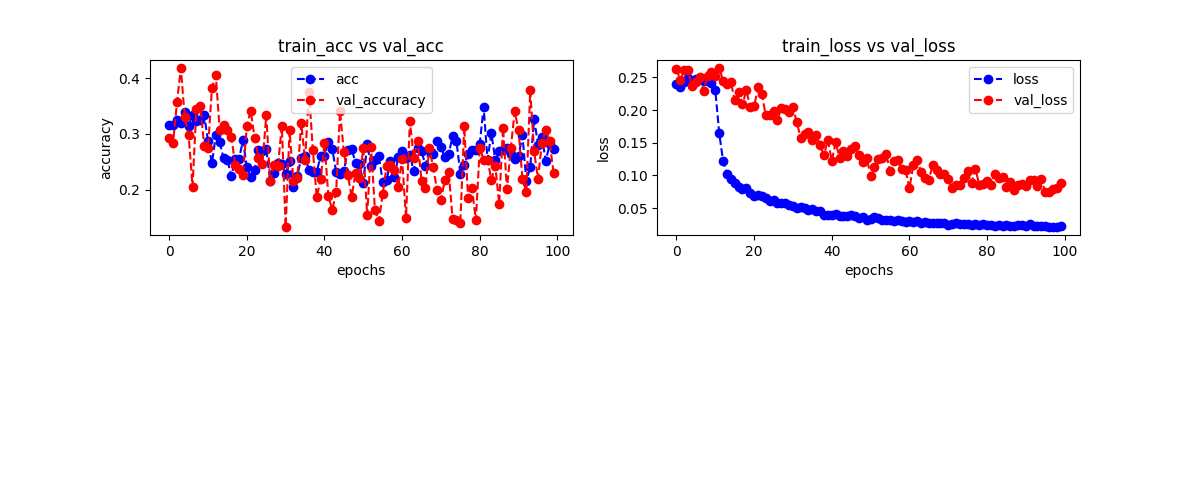 train_acc vs val_acc
acc
val_accuracy
accuracy
0.4
0.3
0.2
0 20 40 60 80 100
epochs
train_loss vs val_loss
loss
val_loss
loss
0.25
0.20
0.15
0.10
0.05
0 20 40 60 80 100
epochs